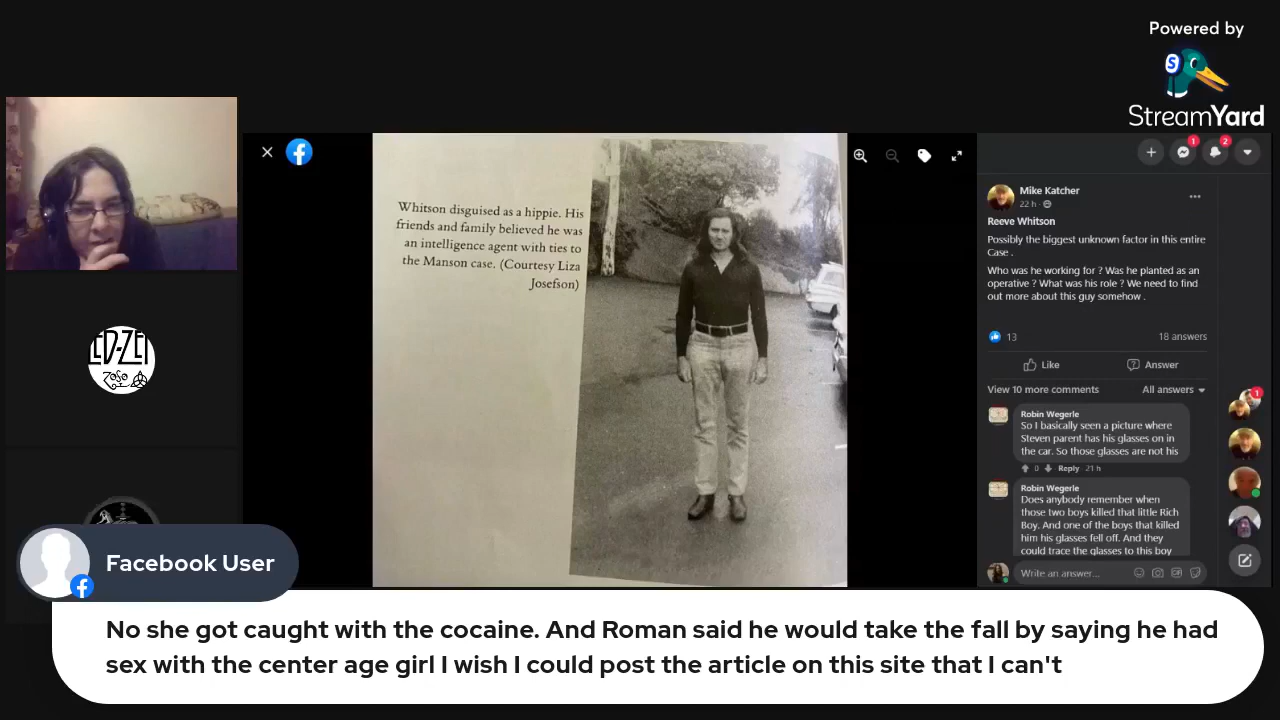 Powered by
StreamYard
Whitson disguised as a hippie. His
friends and family believed he was
an intelligence agent with ties to
the Manson case. (Courtesy Liza
Josefson)
1
2
Mike Katcher
22 h
Reeve Whitson
Possibly the biggest unknown factor in this entire
Case .
Who was he working for ? Was he planted as an
operative ? What was his role ? We need to find
out more about this guy somehow .
13
18 answers
Like
Answer
View 10 more comments
All answers
Robin Wegerle
So I basically seen a picture where
Steven parent has his glasses on in
the car. So those glasses are not his
0 Reply 21 h
Robin Wegerle
Does anybody remember when
those two boys killed that little Rich
Boy. And one of the boys that killed
him his glasses fell off. And they
could trace the glasses to this boy
Write an answer...
1
LED-ZEP
ZOSO
Facebook User
No she got caught with the cocaine. And Roman said he would take the fall by saying he had
sex with the center age girl I wish I could post the article on this site that I can't